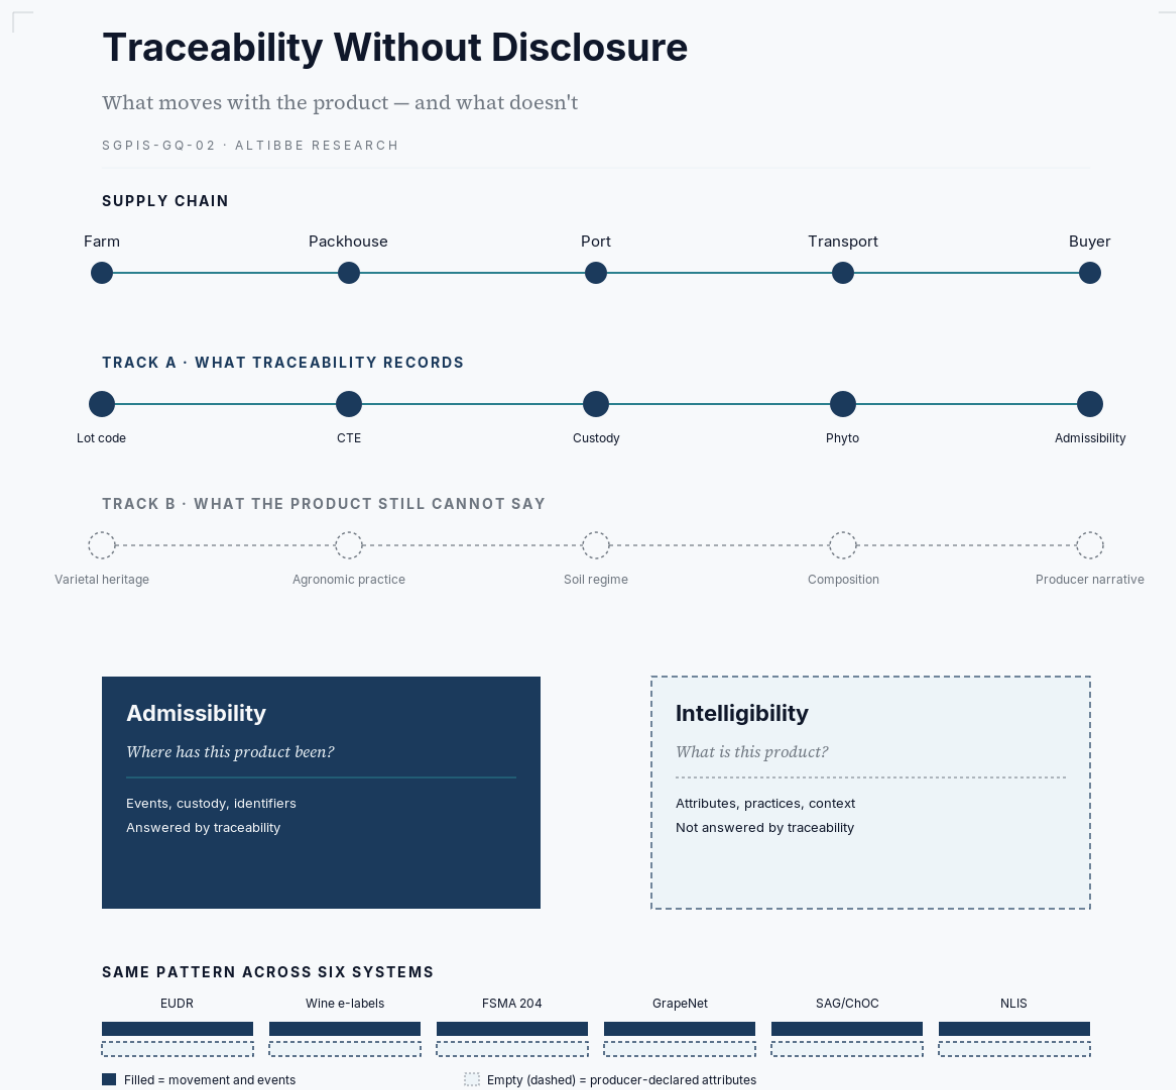 Traceability Without Disclosure
What moves with the product — and what doesn't
SGPIS-GQ-02 · ALTIBBE RESEARCH
SUPPLY CHAIN
Farm Packhouse Port Transport Buyer
TRACK A · WHAT TRACEABILITY RECORDS
Lot code CTE Custody Phyto Admissibility
TRACK B · WHAT THE PRODUCT STILL CANNOT SAY
Varietal heritage Agronomic practice Soil regime Composition Producer narrative
Admissibility
Where has this product been?
Events, custody, identifiers
Answered by traceability
Intelligibility
What is this product?
Attributes, practices, context
Not answered by traceability
SAME PATTERN ACROSS SIX SYSTEMS
EUDR Wine e-labels FSMA 204 GrapeNet SAG/ChOC NLIS
Filled = movement and events Empty (dashed) = producer-declared attributes